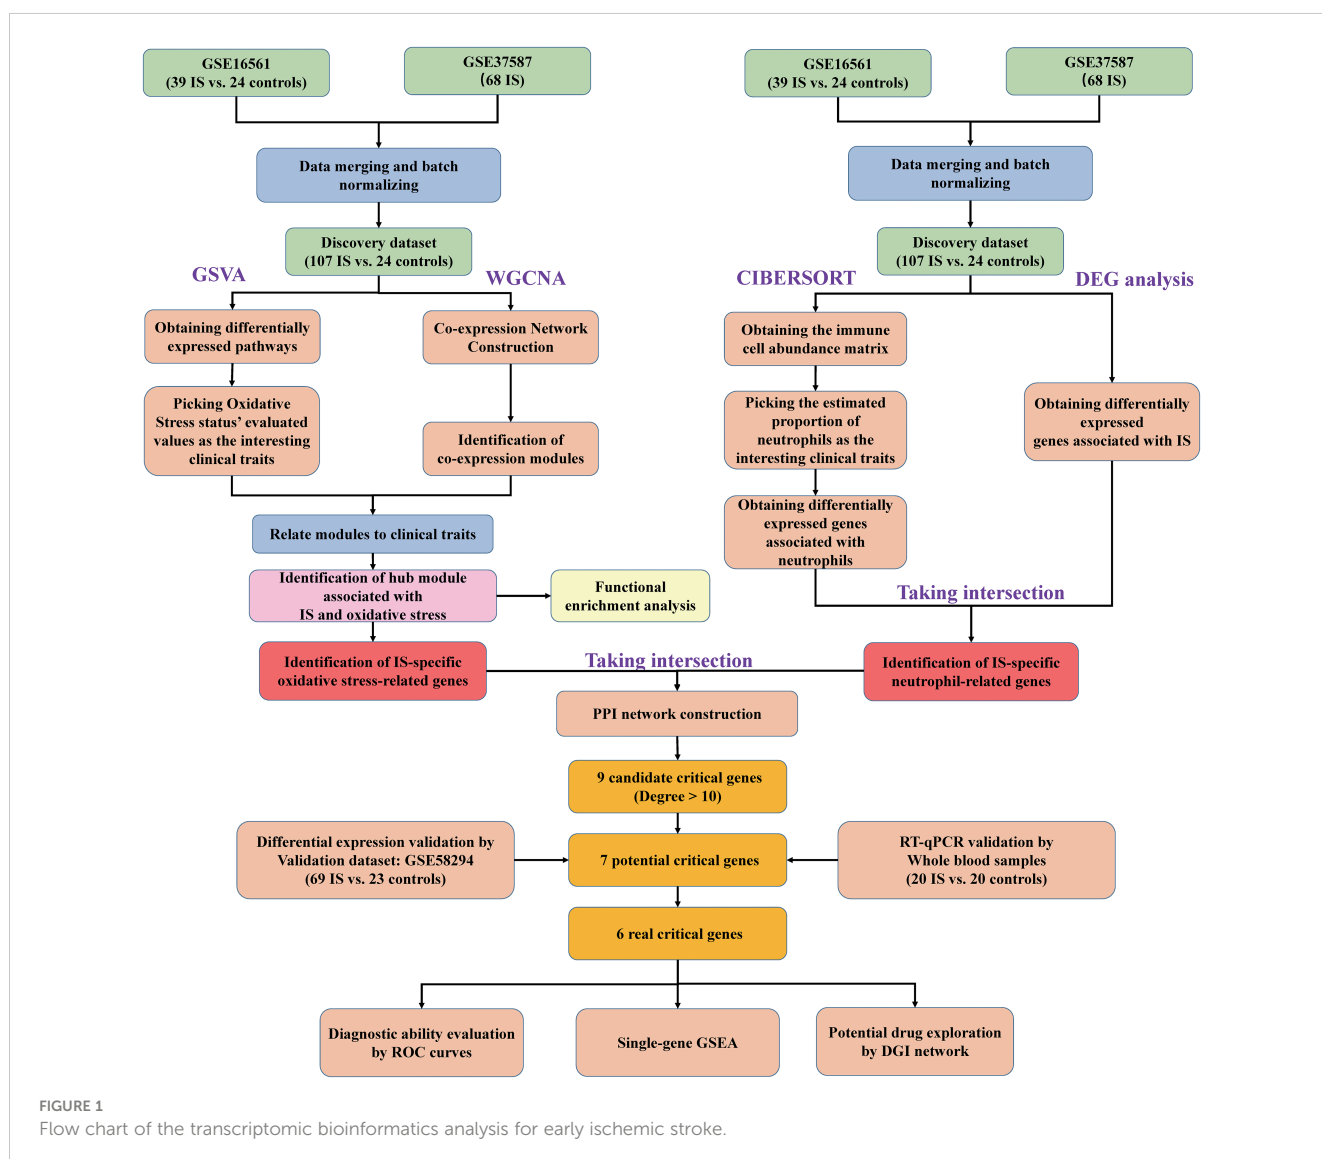 GSE16561
(39 IS vs. 24 controls)
GSE37587
(68 IS)
Data merging and batch
normalizing
Discovery dataset
(107 IS vs. 24 controls)
GSVA
WGCNA
Obtaining differentially
expressed pathways
Co-expression Network
Construction
Picking Oxidative
Stress status’ evaluated
values as the interesting
clinical traits
Identification of
co-expression modules
Relate modules to clinical traits
Identification of hub module
associated with
IS and oxidative stress
Functional
enrichment analysis
Identification of IS-specific
oxidative stress-related genes
GSE16561
(39 IS vs. 24 controls)
GSE37587
(68 IS)
Data merging and batch
normalizing
Discovery dataset
(107 IS vs. 24 controls)
CIBERSORT
DEG analysis
Obtaining the immune
cell abundance matrix
Picking the estimated
proportion of
neutrophils as the
interesting clinical traits
Obtaining differentially
expressed genes
associated with
neutrophils
Obtaining differentially
expressed
genes associated with IS
Taking intersection
Identification of IS-specific
neutrophil-related genes
Taking intersection
PPI network construction
9 candidate critical genes
(Degree > 10)
Differential expression validation by
Validation dataset: GSE58294
(69 IS vs. 23 controls)
7 potential critical genes
RT-qPCR validation by
Whole blood samples
(20 IS vs. 20 controls)
6 real critical genes
Diagnostic ability evaluation
by ROC curves
Single-gene GSEA
Potential drug exploration
by DGI network
FIGURE 1
Flow chart of the transcriptomic bioinformatics analysis for early ischemic stroke.